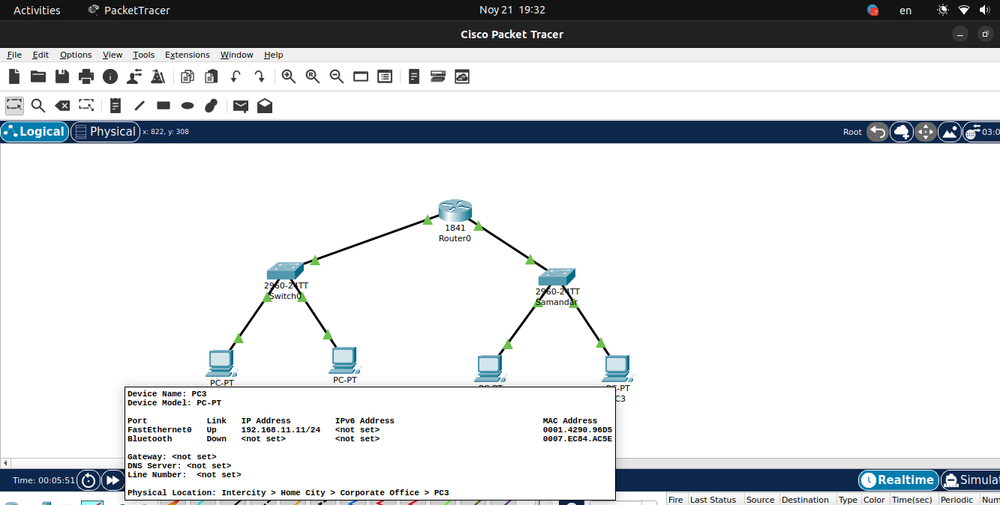 Activities PacketTracer Noy 21 19:32 en
Cisco Packet Tracer
File Edit Options View Tools Extensions Window Help
Logical Physical x: 822, y: 308 Root 03:0
1841
Router0
2960-24TT
Switch0
2960-24TT
Samandar
PC-PT
PC-PT
PC-PT
C-PT
C3
Device Name: PC3
Device Model: PC-PT
Port Link IP Address IPv6 Address MAC Address
FastEthernet0 Up 192.168.11.11/24 <not set> 0001.4290.96D5
Bluetooth Down <not set> <not set> 0007.EC84.AC5E
Gateway: <not set>
DNS Server: <not set>
Line Number: <not set>
Physical Location: Intercity > Home City > Corporate Office > PC3
Time: 00:05:51 Realtime Simulat
Fire Last Status Source Destination Type Color Time(sec) Periodic Num